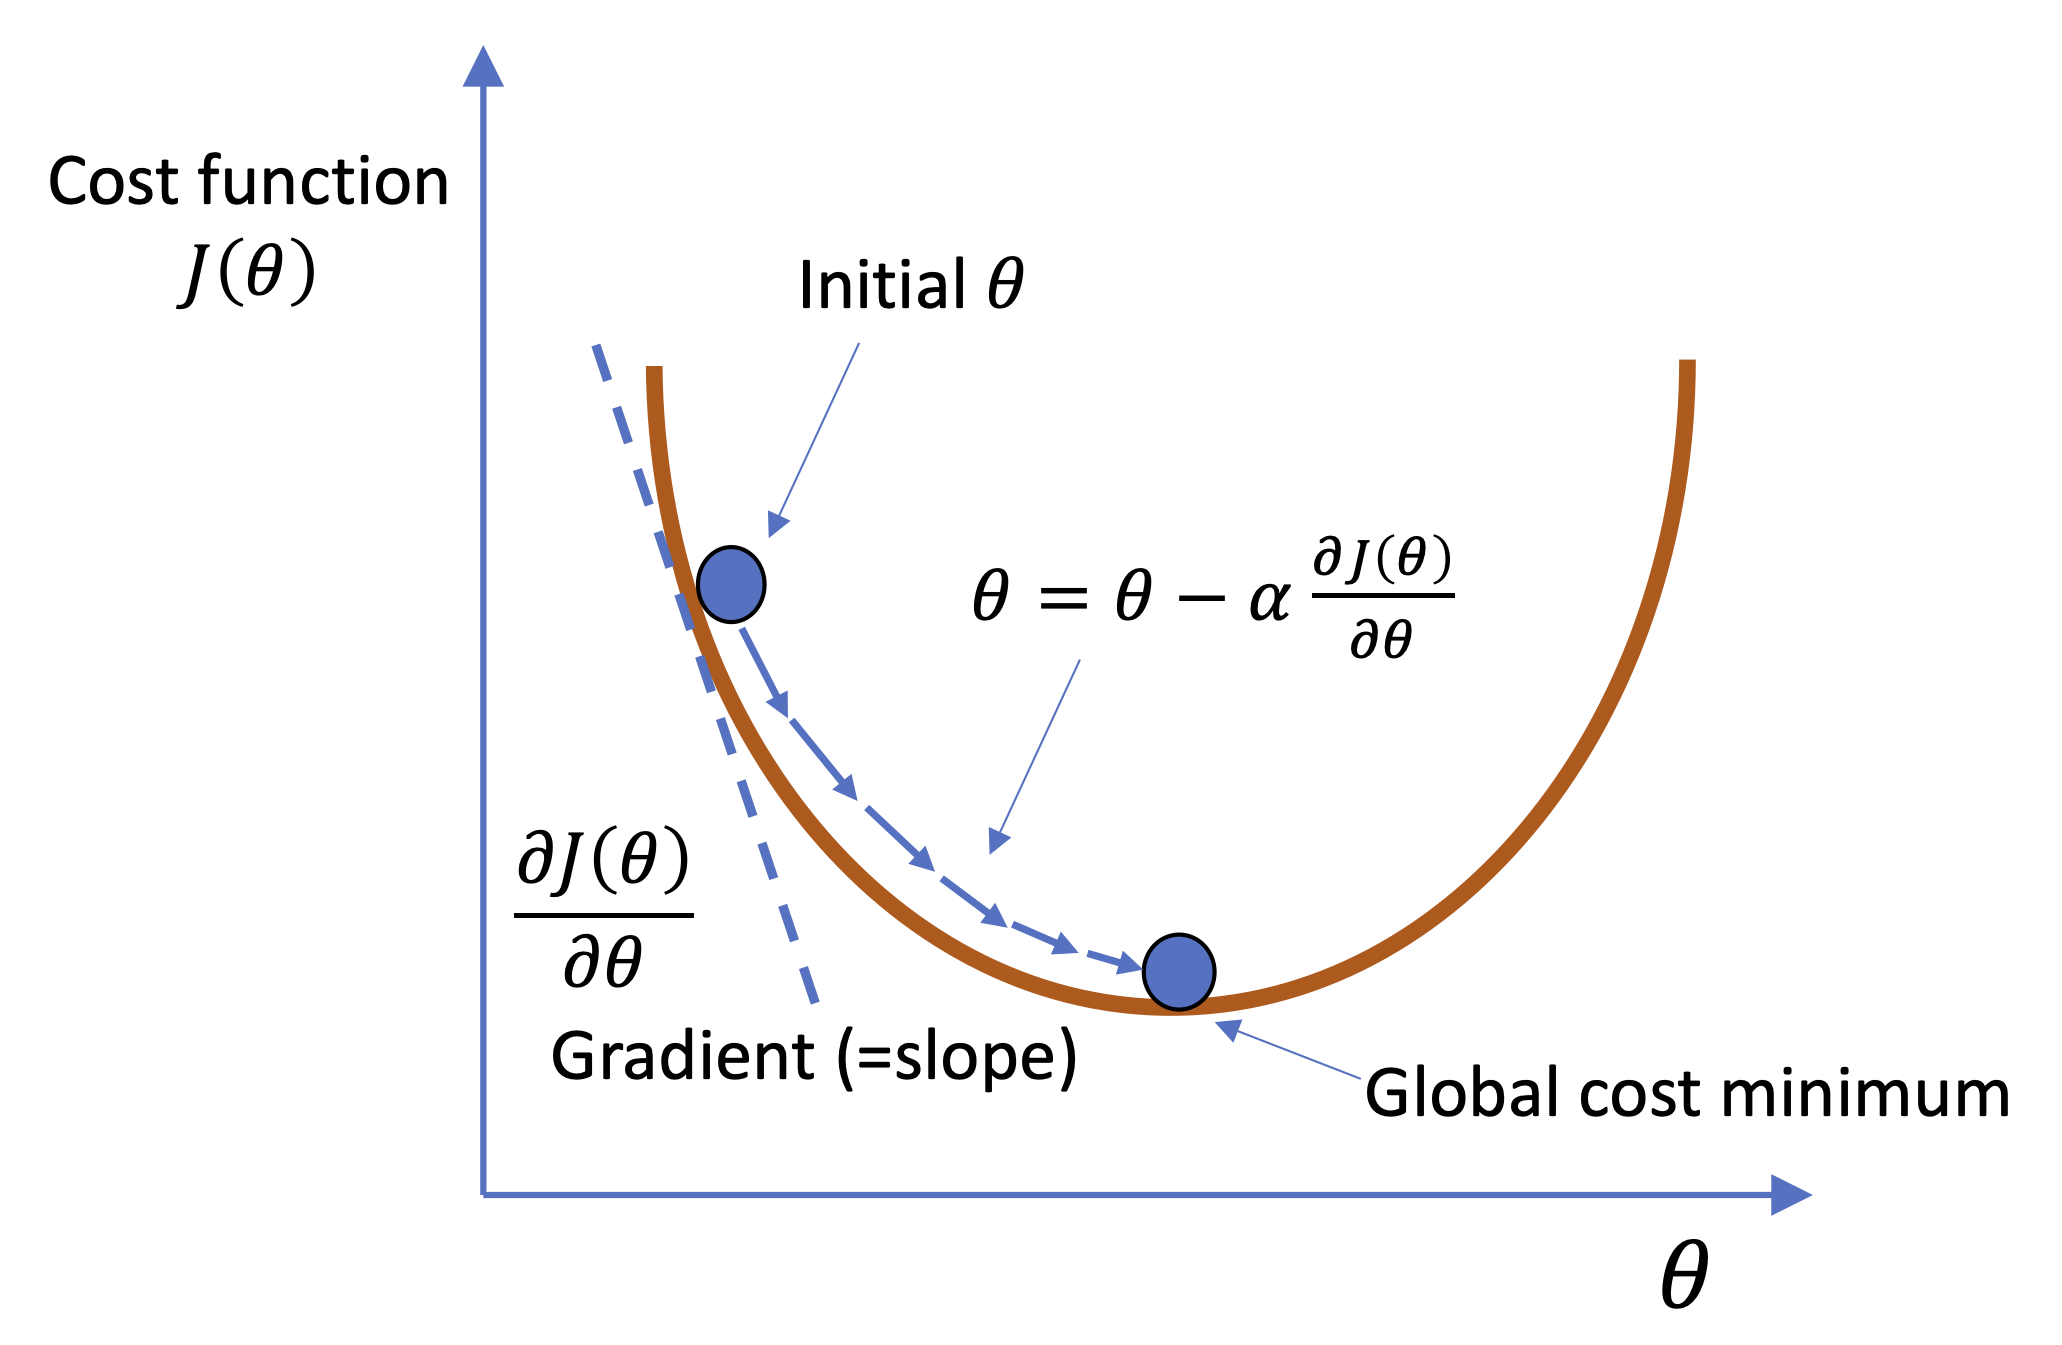 Cost function
J(θ)
Initial θ
θ = θ − α ∂J(θ)/∂θ
∂J(θ)
∂θ
Gradient (=slope)
Global cost minimum
θ